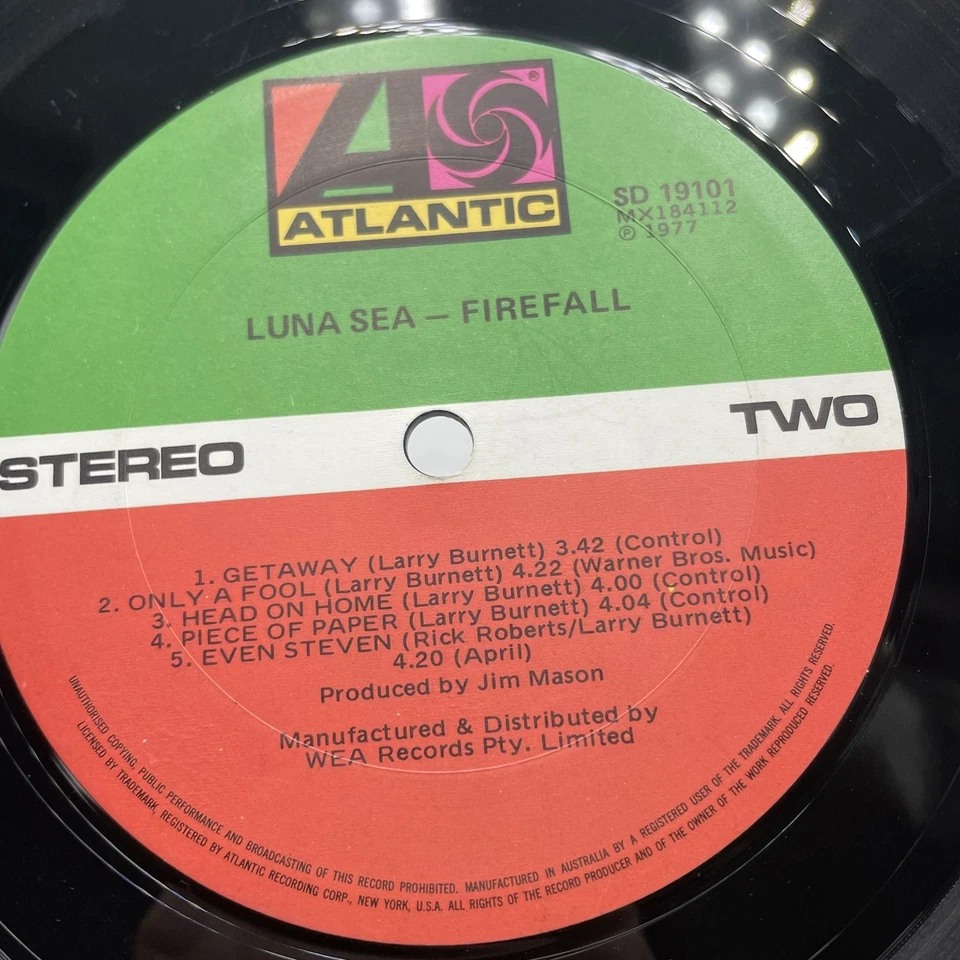 ATLANTIC
®
SD 19101
MX184112
℗ 1977
LUNA SEA – FIREFALL
STEREO
TWO
1. GETAWAY (Larry Burnett) 3.42 (Control)
2. ONLY A FOOL (Larry Burnett) 4.22 (Warner Bros. Music)
3. HEAD ON HOME (Larry Burnett) 4.00 (Control)
4. PIECE OF PAPER (Larry Burnett) 4.04 (Control)
5. EVEN STEVEN (Rick Roberts/Larry Burnett)
4.20 (April)
Produced by Jim Mason
Manufactured & Distributed by
WEA Records Pty. Limited
UNAUTHORISED COPYING, PUBLIC PERFORMANCE AND BROADCASTING OF THIS RECORD PROHIBITED. MANUFACTURED IN AUSTRALIA BY A REGISTERED USER OF THE TRADEMARK. ALL RIGHTS RESERVED.
LICENSED BY TRADEMARK, REGISTERED BY ATLANTIC RECORDING CORP., NEW YORK, U.S.A. ALL RIGHTS OF THE RECORD PRODUCER AND OF THE OWNER OF THE WORK REPRODUCED RESERVED.